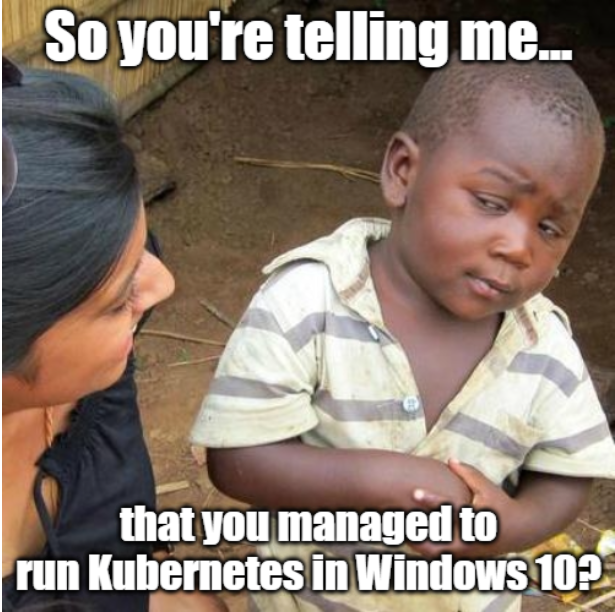 So you're telling me...
that you managed to
run Kubernetes in Windows 10?